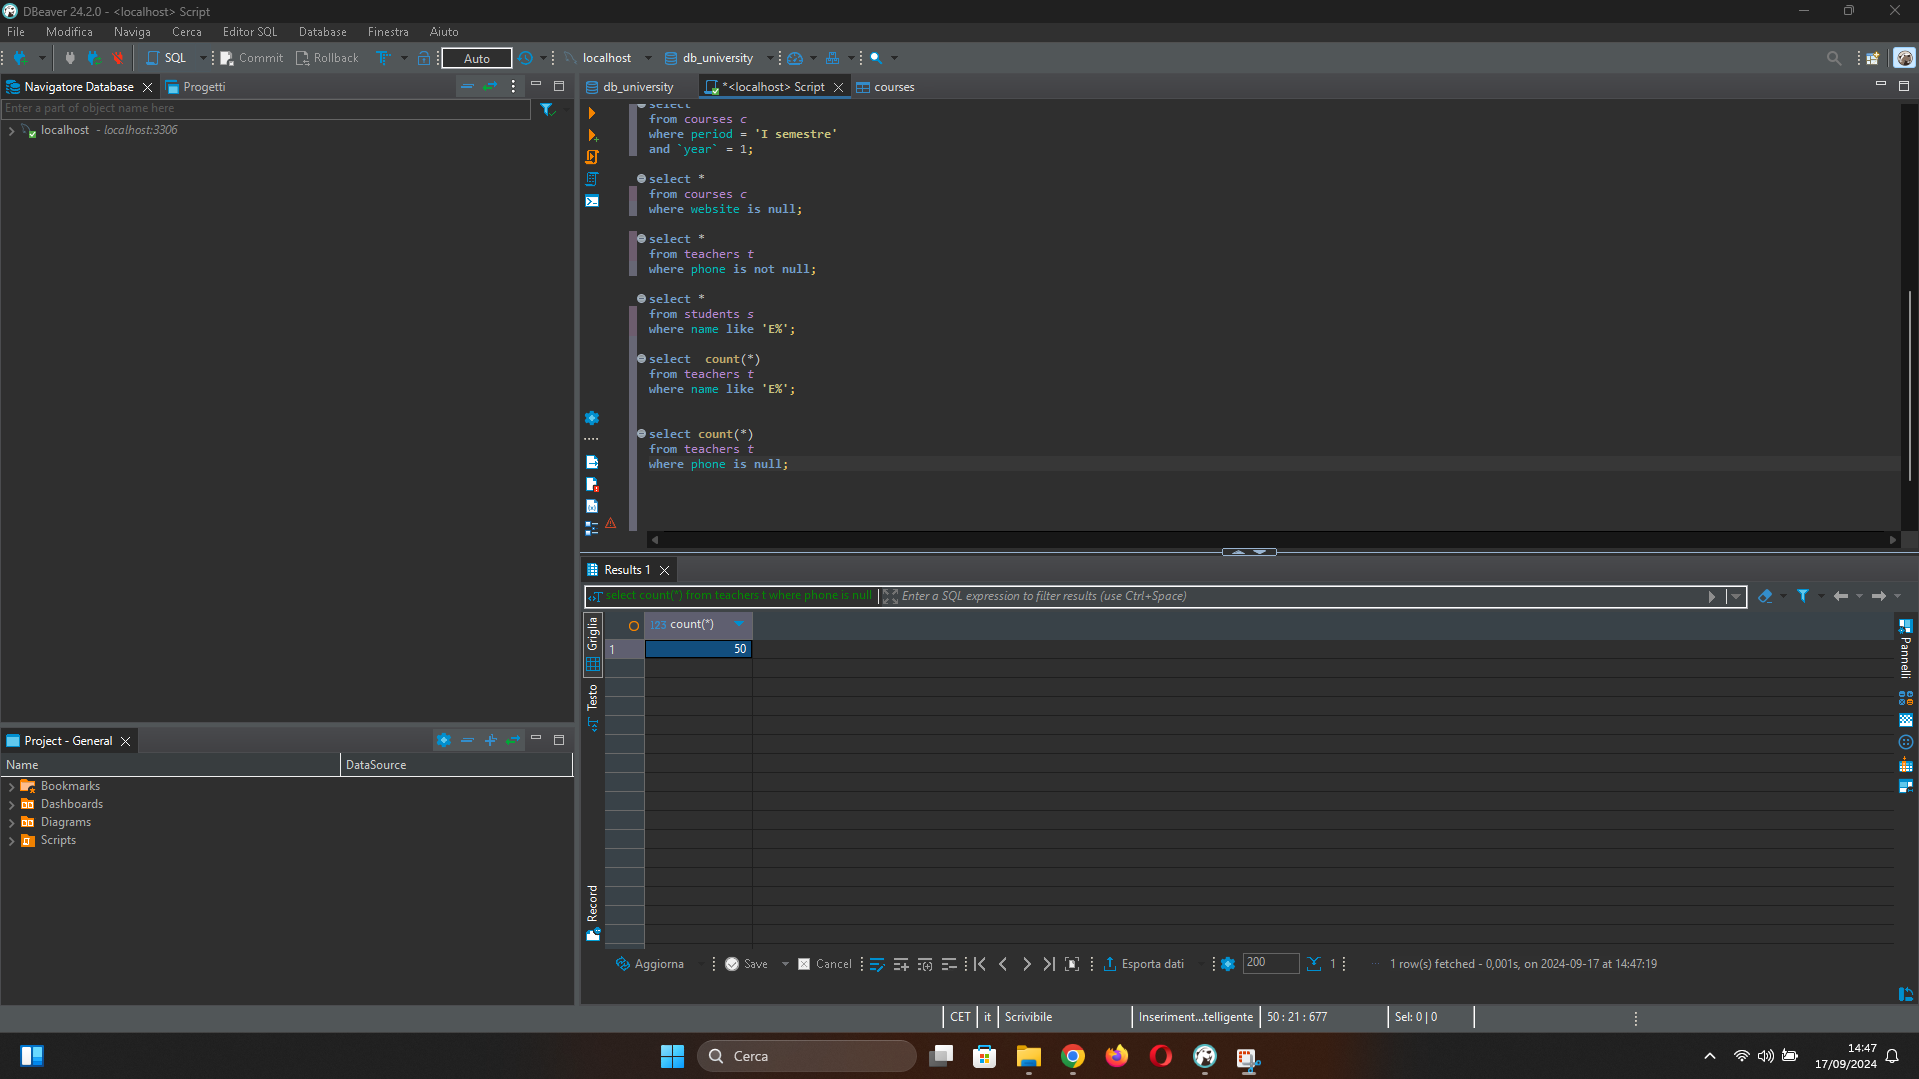 DBeaver 24.2.0 - <localhost> Script
File Modifica Naviga Cerca Editor SQL Database Finestra Aiuto
SQL Commit Rollback Auto localhost db_university
Navigatore Database Progetti
Enter a part of object name here
localhost - localhost:3306
db_university *<localhost> Script courses
select
from courses c
where period = 'I semestre'
and `year` = 1;
select *
from courses c
where website is null;
select *
from teachers t
where phone is not null;
select *
from students s
where name like 'E%';
select count(*)
from teachers t
where name like 'E%';
select count(*)
from teachers t
where phone is null;
Results 1
select count(*) from teachers t where phone is null Enter a SQL expression to filter results (use Ctrl+Space)
Griglia
Testo
Record
123 count(*)
1 50
Pannelli
Aggiorna Save Cancel Esporta dati 200 1 1 row(s) fetched - 0,001s, on 2024-09-17 at 14:47:19
Project - General
Name DataSource
Bookmarks
Dashboards
Diagrams
Scripts
CET it Scrivibile Inseriment...telligente 50 : 21 : 677 Sel: 0 | 0
Cerca
14:47
17/09/2024